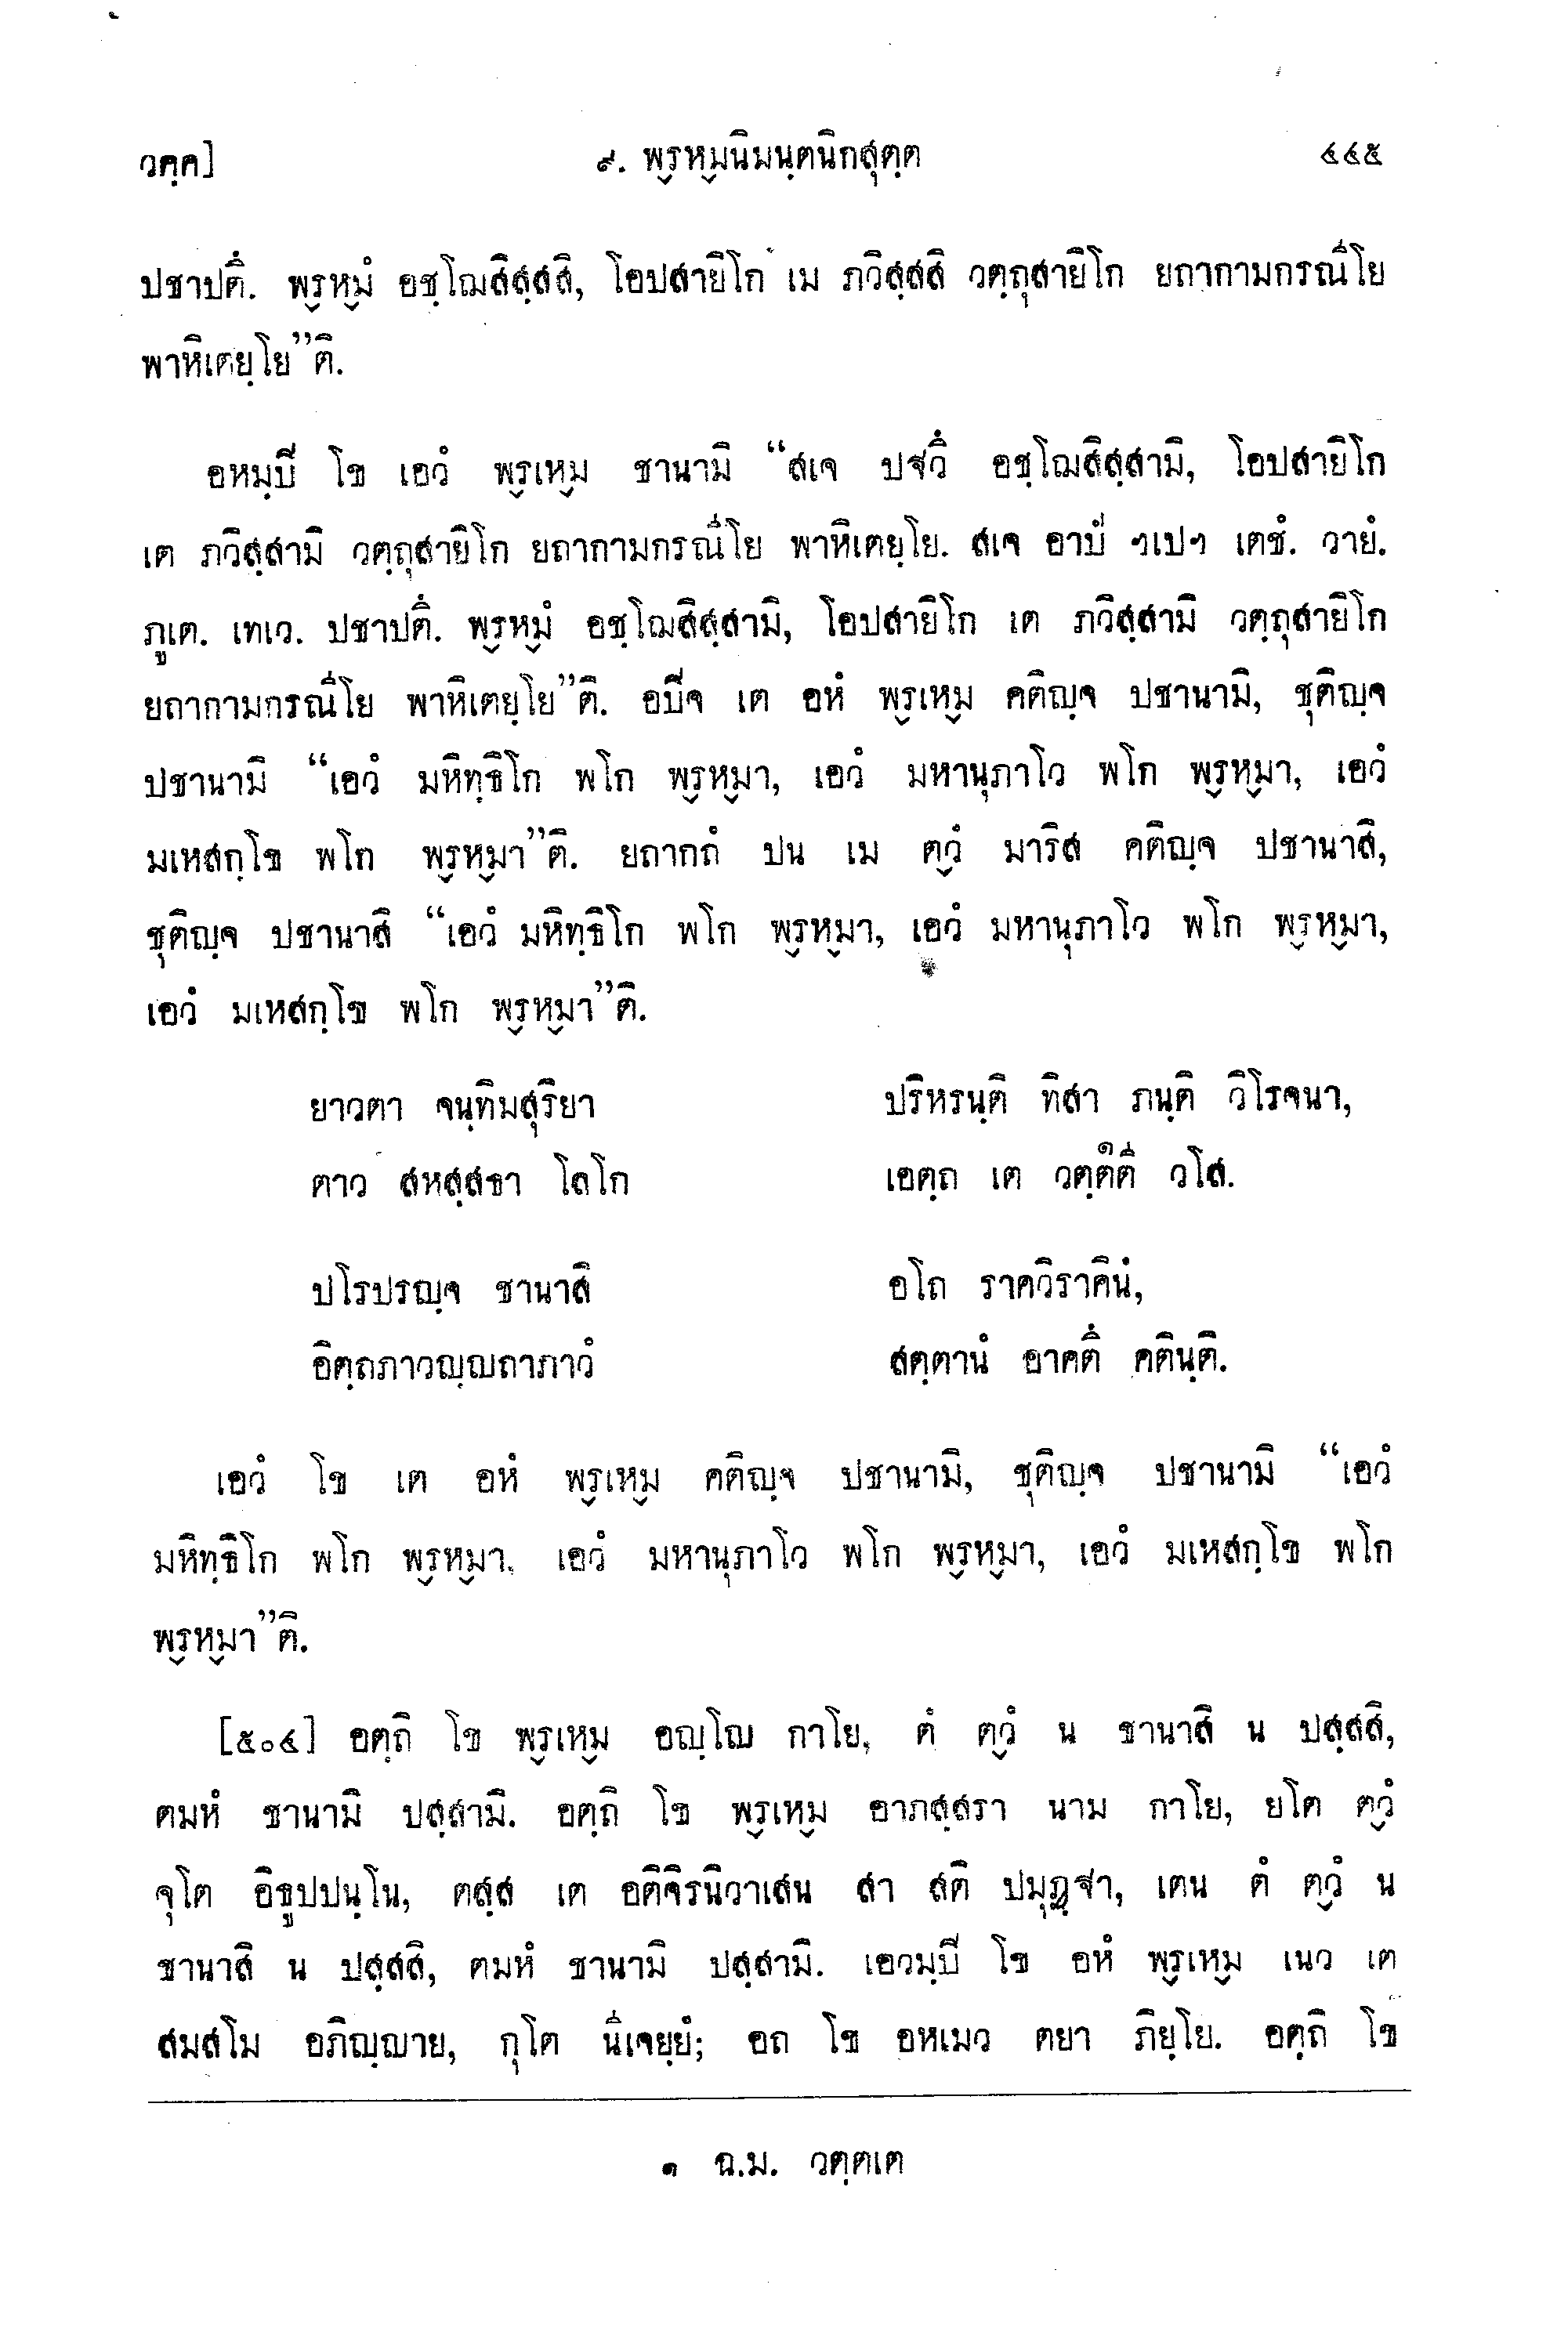 วคฺค]	๙. พฺรหฺมนิมนฺตนิกสุตฺต	๔๔๕
ปชาปตึ. พฺรหฺมํ อชฺโฌสิสฺสสิ, โอปสายิโก เม ภวิสฺสสิ วตฺถุสายิโก ยถากามกรณีโย
พาหิเตยฺโย”ติ.
อหมฺปิ โข เอวํ พฺรเหฺม ชานามิ “สเจ ปฐวึ อชฺโฌสิสฺสามิ, โอปสายิโก
เต ภวิสฺสามิ วตฺถุสายิโก ยถากามกรณีโย พาหิเตยฺโย. สเจ อาปํ ฯเปฯ เตชํ. วายํ.
ภูเต. เทเว. ปชาปตึ. พฺรหฺมํ อชฺโฌสิสฺสามิ, โอปสายิโก เต ภวิสฺสามิ วตฺถุสายิโก
ยถากามกรณีโย พาหิเตยฺโย”ติ. อปิจ เต อหํ พฺรเหฺม คติญฺจ ปชานามิ, ชุติญฺจ
ปชานามิ “เอวํ มหิทฺธิโก พโก พฺรหฺมา, เอวํ มหานุภาโว พโก พฺรหฺมา, เอวํ
มเหสกฺโข พโก พฺรหฺมา”ติ. ยถากถํ ปน เม ตฺวํ มาริส คติญฺจ ปชานาสิ,
ชุติญฺจ ปชานาสิ “เอวํ มหิทฺธิโก พโก พฺรหฺมา, เอวํ มหานุภาโว พโก พฺรหฺมา,
เอวํ มเหสกฺโข พโก พฺรหฺมา”ติ.
ยาวตา จนฺทิมสุริยา	ปริหรนฺติ ทิสา ภนฺติ วิโรจนา,
ตาว สหสฺสธา โลโก	เอตฺถ เต วตฺตตี๑ วโส.
ปโรปรญฺจ ชานาสิ	อโถ ราควิราคินํ,
อิตฺถภาวญฺญถาภาวํ	สตฺตานํ อาคตึ คตินฺติ.
เอวํ โข เต อหํ พฺรเหฺม คติญฺจ ปชานามิ, ชุติญฺจ ปชานามิ “เอวํ
มหิทฺธิโก พโก พฺรหฺมา, เอวํ มหานุภาโว พโก พฺรหฺมา, เอวํ มเหสกฺโข พโก
พฺรหฺมา”ติ.
[๕๐๔] อตฺถิ โข พฺรเหฺม อญฺโญ กาโย, ตํ ตฺวํ น ชานาสิ น ปสฺสสิ,
ตมหํ ชานามิ ปสฺสามิ. อตฺถิ โข พฺรเหฺม อาภสฺสรา นาม กาโย, ยโต ตฺวํ
จุโต อิธูปปนฺโน, ตสฺส เต อติจิรนิวาเสน สา สติ ปมุฏฺฐา, เตน ตํ ตฺวํ น
ชานาสิ น ปสฺสสิ, ตมหํ ชานามิ ปสฺสามิ. เอวมฺปิ โข อหํ พฺรเหฺม เนว เต
สมสโม อภิญฺญาย, กุโต นีเจยฺยํ; อถ โข อหเมว ตยา ภิยฺโย. อตฺถิ โข
๑ ฉ.ม. วตฺตเต